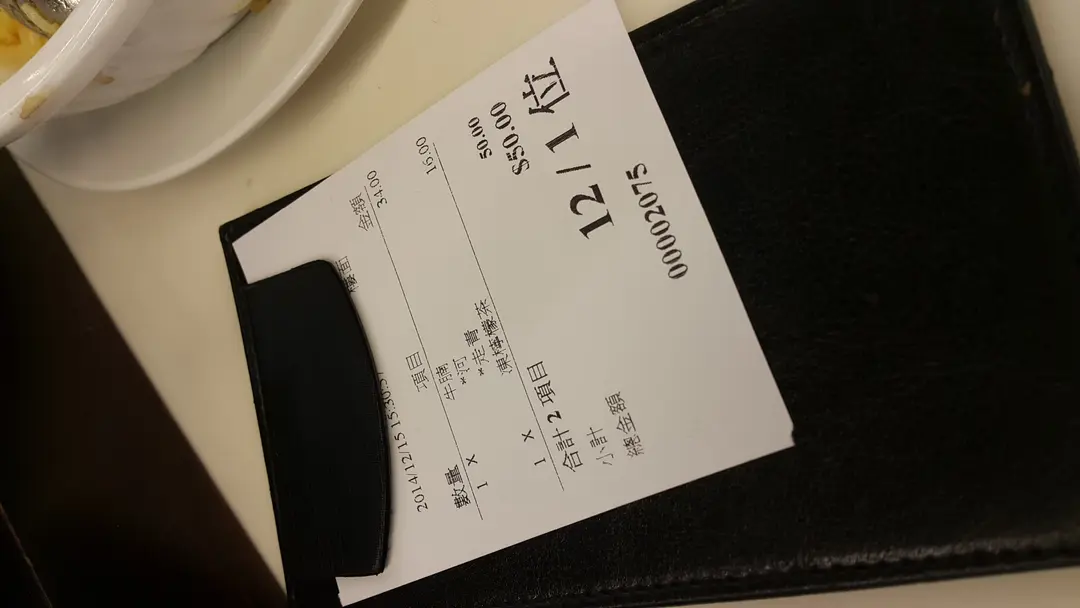 樓面
2014/12/15 15:30:57
數量 項目 金額
1 x 牛腩 34.00
*河
*走青
1 x 凍檸檬茶 16.00
合計 2 項目
小計 50.00
總金額 $50.00
12 / 1 位
00002075